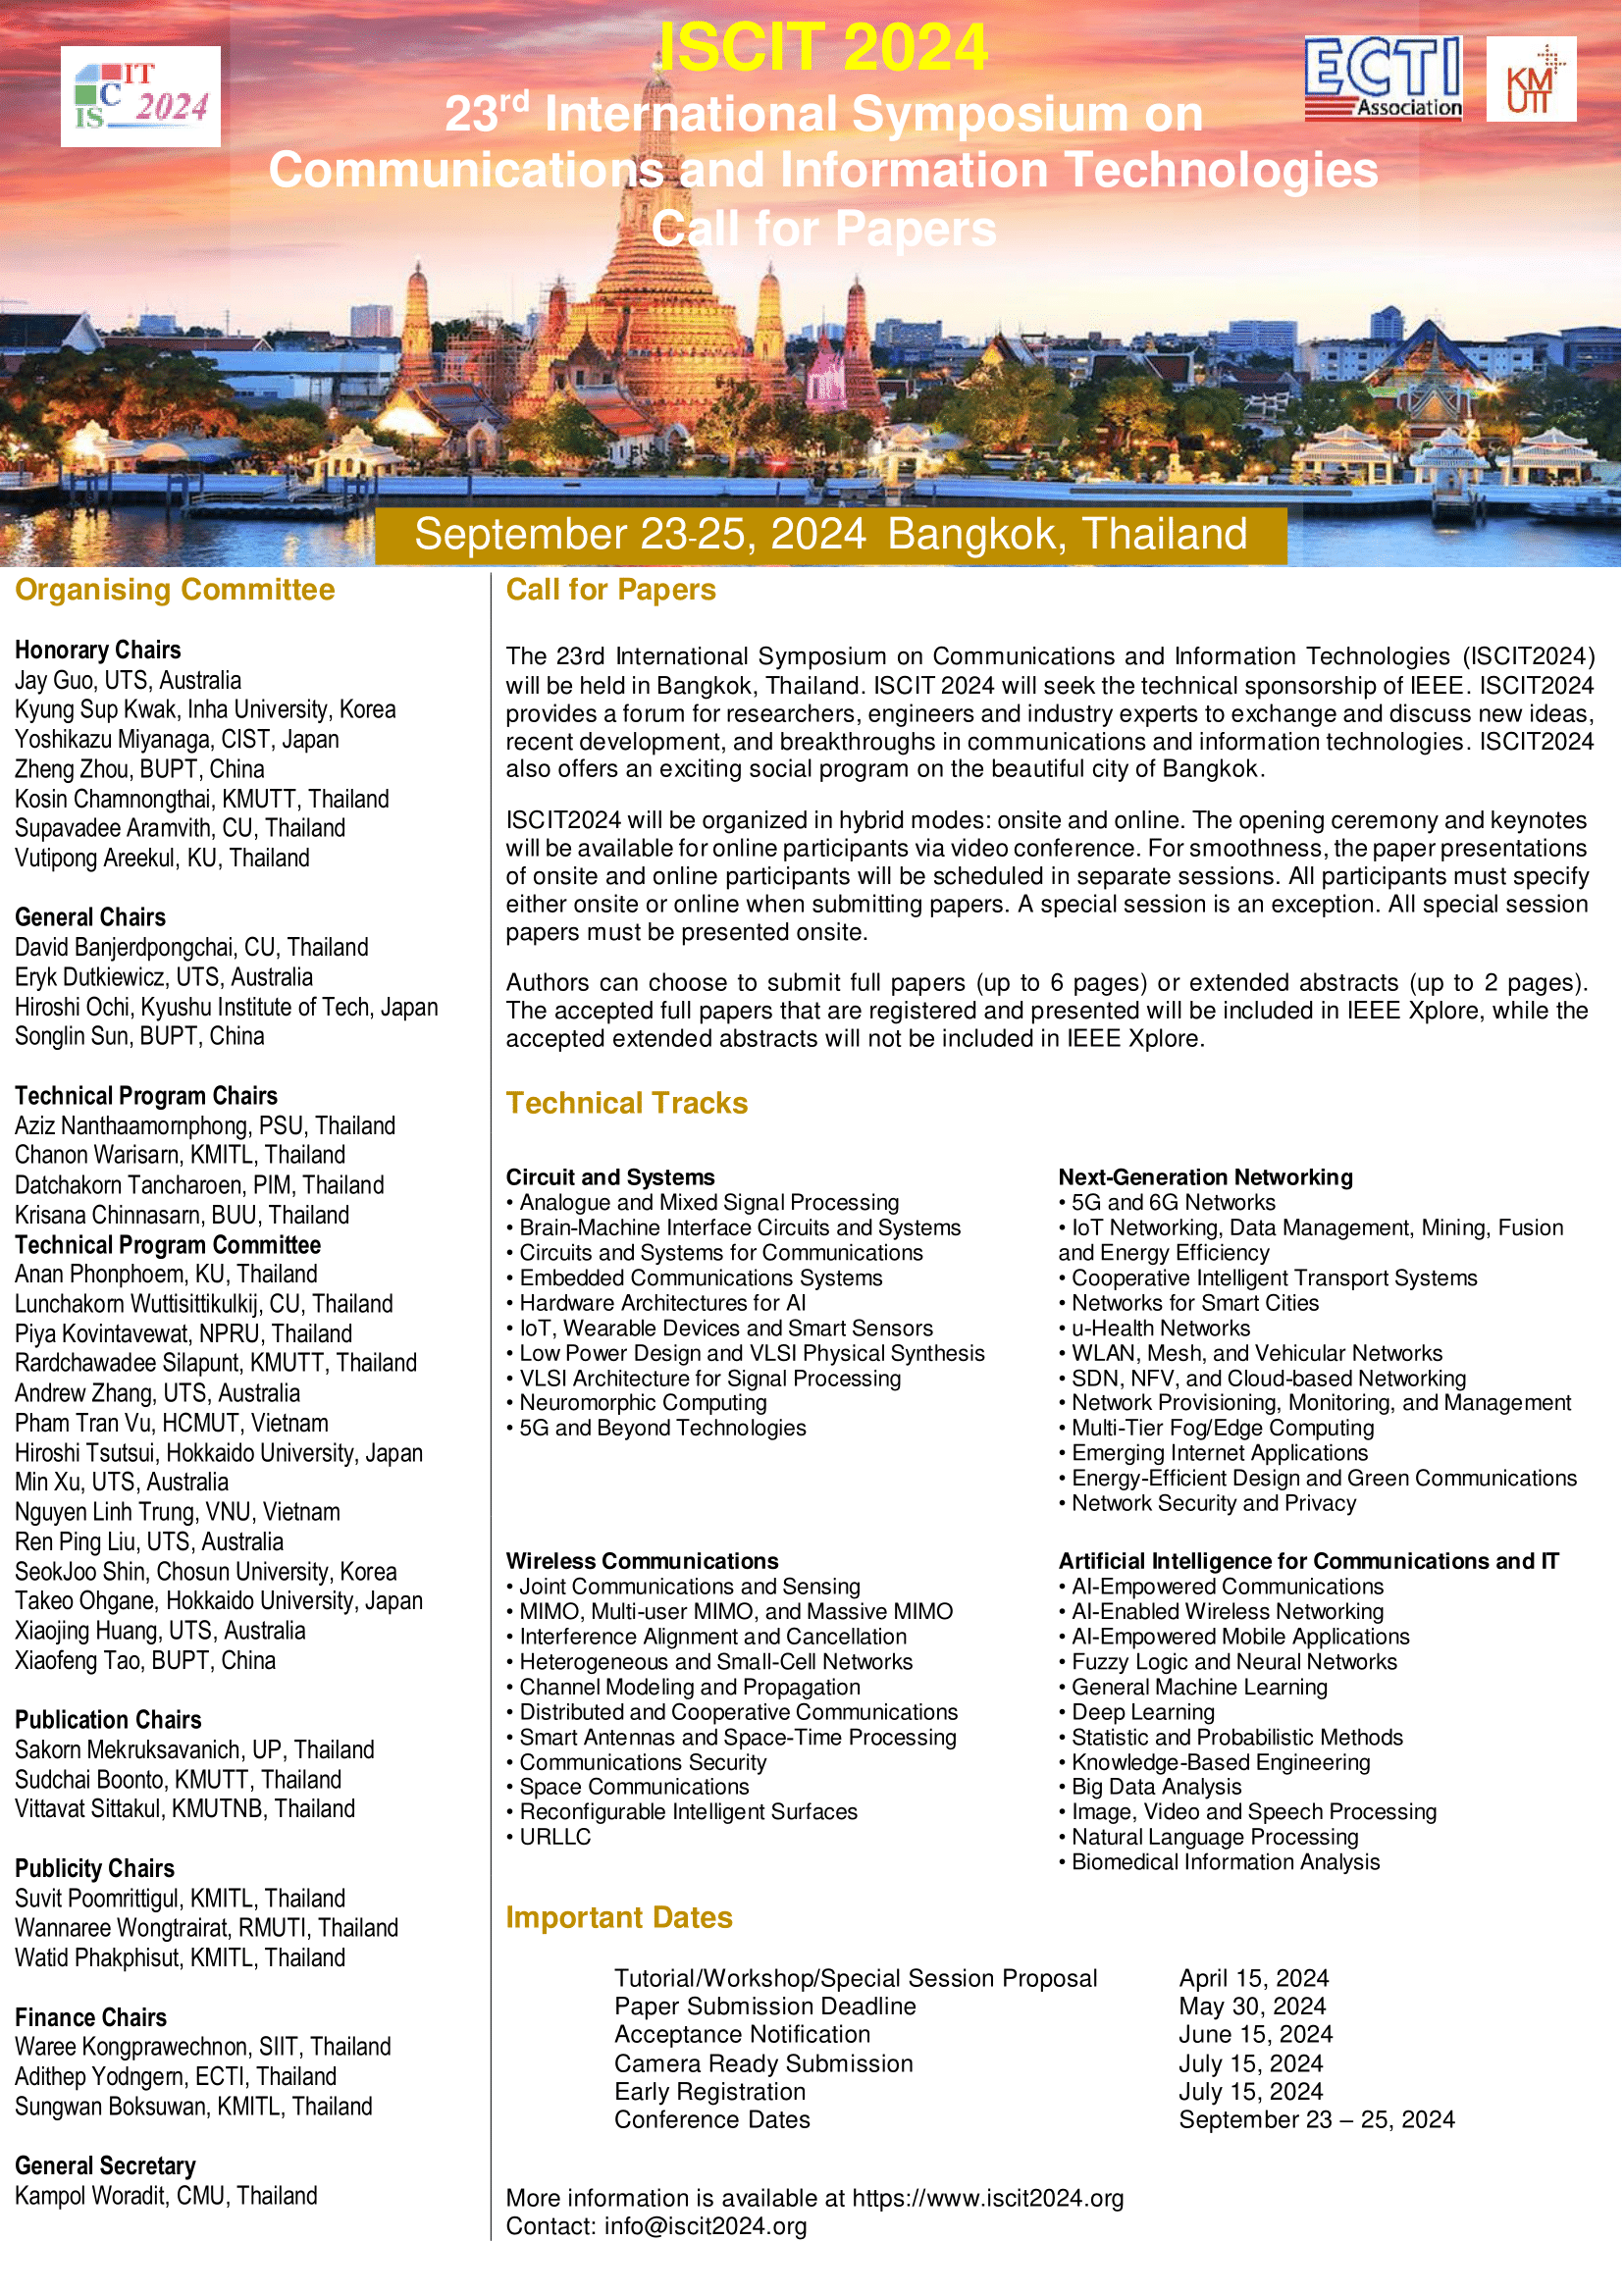 ISCIT 2024
23rd International Symposium on
Communications and Information Technologies
Call for Papers
IT
C 2024
IS
ECTI
Association
KM
UTT
September 23-25, 2024 Bangkok, Thailand
Organising Committee
Honorary Chairs
Jay Guo, UTS, Australia
Kyung Sup Kwak, Inha University, Korea
Yoshikazu Miyanaga, CIST, Japan
Zheng Zhou, BUPT, China
Kosin Chamnongthai, KMUTT, Thailand
Supavadee Aramvith, CU, Thailand
Vutipong Areekul, KU, Thailand
General Chairs
David Banjerdpongchai, CU, Thailand
Eryk Dutkiewicz, UTS, Australia
Hiroshi Ochi, Kyushu Institute of Tech, Japan
Songlin Sun, BUPT, China
Technical Program Chairs
Aziz Nanthaamornphong, PSU, Thailand
Chanon Warisarn, KMITL, Thailand
Datchakorn Tancharoen, PIM, Thailand
Krisana Chinnasarn, BUU, Thailand
Technical Program Committee
Anan Phonphoem, KU, Thailand
Lunchakorn Wuttisittikulkij, CU, Thailand
Piya Kovintavewat, NPRU, Thailand
Rardchawadee Silapunt, KMUTT, Thailand
Andrew Zhang, UTS, Australia
Pham Tran Vu, HCMUT, Vietnam
Hiroshi Tsutsui, Hokkaido University, Japan
Min Xu, UTS, Australia
Nguyen Linh Trung, VNU, Vietnam
Ren Ping Liu, UTS, Australia
SeokJoo Shin, Chosun University, Korea
Takeo Ohgane, Hokkaido University, Japan
Xiaojing Huang, UTS, Australia
Xiaofeng Tao, BUPT, China
Publication Chairs
Sakorn Mekruksavanich, UP, Thailand
Sudchai Boonto, KMUTT, Thailand
Vittavat Sittakul, KMUTNB, Thailand
Publicity Chairs
Suvit Poomrittigul, KMITL, Thailand
Wannaree Wongtrairat, RMUTI, Thailand
Watid Phakphisut, KMITL, Thailand
Finance Chairs
Waree Kongprawechnon, SIIT, Thailand
Adithep Yodngern, ECTI, Thailand
Sungwan Boksuwan, KMITL, Thailand
General Secretary
Kampol Woradit, CMU, Thailand
Call for Papers
The 23rd International Symposium on Communications and Information Technologies (ISCIT2024)
will be held in Bangkok, Thailand. ISCIT 2024 will seek the technical sponsorship of IEEE. ISCIT2024
provides a forum for researchers, engineers and industry experts to exchange and discuss new ideas,
recent development, and breakthroughs in communications and information technologies. ISCIT2024
also offers an exciting social program on the beautiful city of Bangkok.
ISCIT2024 will be organized in hybrid modes: onsite and online. The opening ceremony and keynotes
will be available for online participants via video conference. For smoothness, the paper presentations
of onsite and online participants will be scheduled in separate sessions. All participants must specify
either onsite or online when submitting papers. A special session is an exception. All special session
papers must be presented onsite.
Authors can choose to submit full papers (up to 6 pages) or extended abstracts (up to 2 pages).
The accepted full papers that are registered and presented will be included in IEEE Xplore, while the
accepted extended abstracts will not be included in IEEE Xplore.
Technical Tracks
Circuit and Systems
• Analogue and Mixed Signal Processing
• Brain-Machine Interface Circuits and Systems
• Circuits and Systems for Communications
• Embedded Communications Systems
• Hardware Architectures for AI
• IoT, Wearable Devices and Smart Sensors
• Low Power Design and VLSI Physical Synthesis
• VLSI Architecture for Signal Processing
• Neuromorphic Computing
• 5G and Beyond Technologies
Next-Generation Networking
• 5G and 6G Networks
• IoT Networking, Data Management, Mining, Fusion
and Energy Efficiency
• Cooperative Intelligent Transport Systems
• Networks for Smart Cities
• u-Health Networks
• WLAN, Mesh, and Vehicular Networks
• SDN, NFV, and Cloud-based Networking
• Network Provisioning, Monitoring, and Management
• Multi-Tier Fog/Edge Computing
• Emerging Internet Applications
• Energy-Efficient Design and Green Communications
• Network Security and Privacy
Wireless Communications
• Joint Communications and Sensing
• MIMO, Multi-user MIMO, and Massive MIMO
• Interference Alignment and Cancellation
• Heterogeneous and Small-Cell Networks
• Channel Modeling and Propagation
• Distributed and Cooperative Communications
• Smart Antennas and Space-Time Processing
• Communications Security
• Space Communications
• Reconfigurable Intelligent Surfaces
• URLLC
Artificial Intelligence for Communications and IT
• AI-Empowered Communications
• AI-Enabled Wireless Networking
• AI-Empowered Mobile Applications
• Fuzzy Logic and Neural Networks
• General Machine Learning
• Deep Learning
• Statistic and Probabilistic Methods
• Knowledge-Based Engineering
• Big Data Analysis
• Image, Video and Speech Processing
• Natural Language Processing
• Biomedical Information Analysis
Important Dates
Tutorial/Workshop/Special Session Proposal April 15, 2024
Paper Submission Deadline May 30, 2024
Acceptance Notification June 15, 2024
Camera Ready Submission July 15, 2024
Early Registration July 15, 2024
Conference Dates September 23 – 25, 2024
More information is available at https://www.iscit2024.org
Contact: info@iscit2024.org